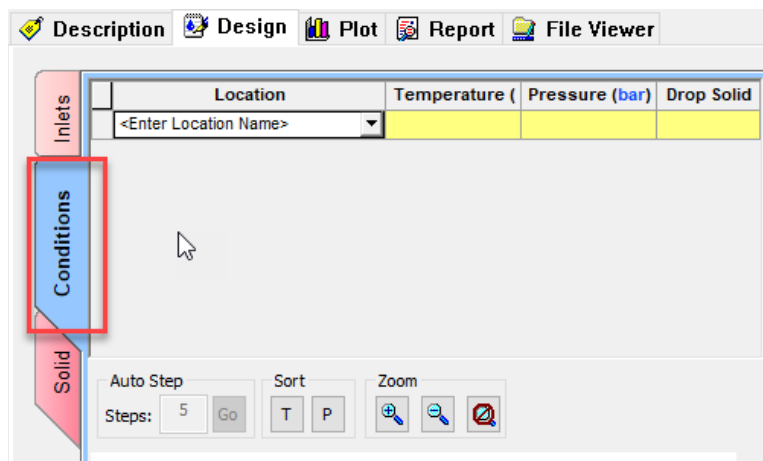 Description Design Plot Report File Viewer
Inlets
Conditions
Solid
Location Temperature ( Pressure (bar) Drop Solid
<Enter Location Name>
Auto Step Sort Zoom
Steps: 5 Go T P